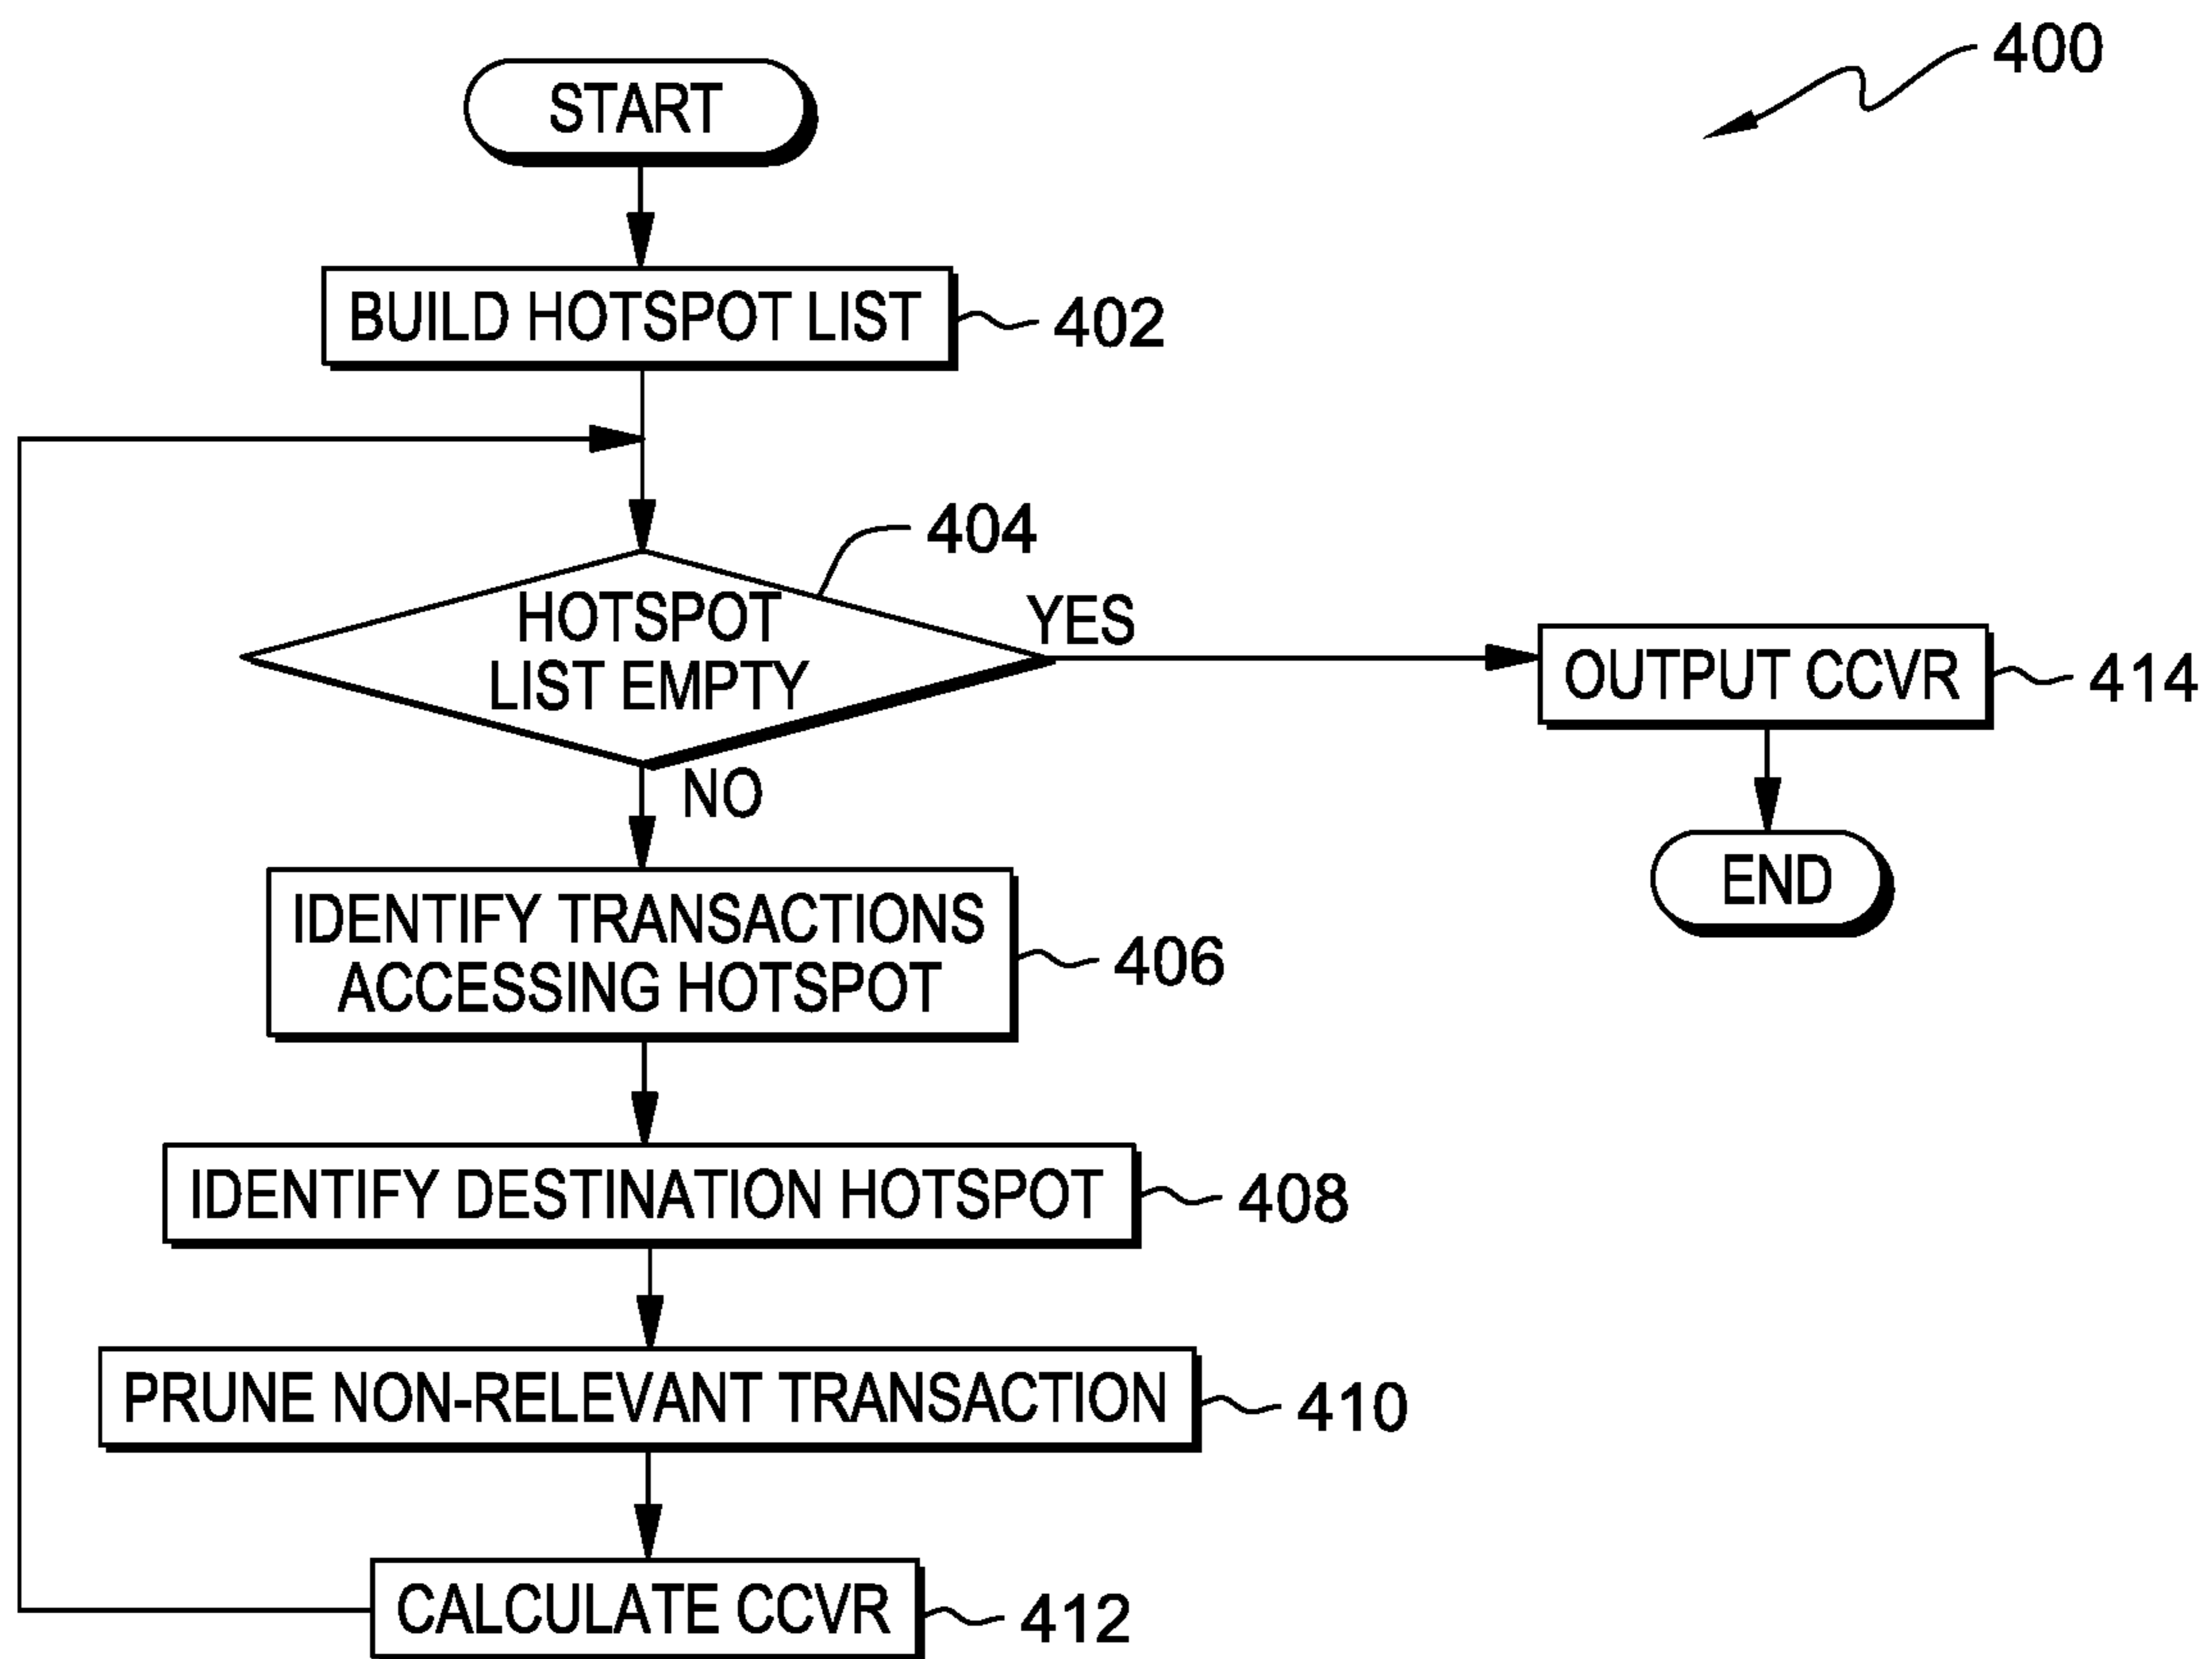 400
START
BUILD HOTSPOT LIST
402
404
HOTSPOT
LIST EMPTY
YES
OUTPUT CCVR
414
NO
END
IDENTIFY TRANSACTIONS
ACCESSING HOTSPOT
406
IDENTIFY DESTINATION HOTSPOT
408
PRUNE NON-RELEVANT TRANSACTION
410
CALCULATE CCVR
412